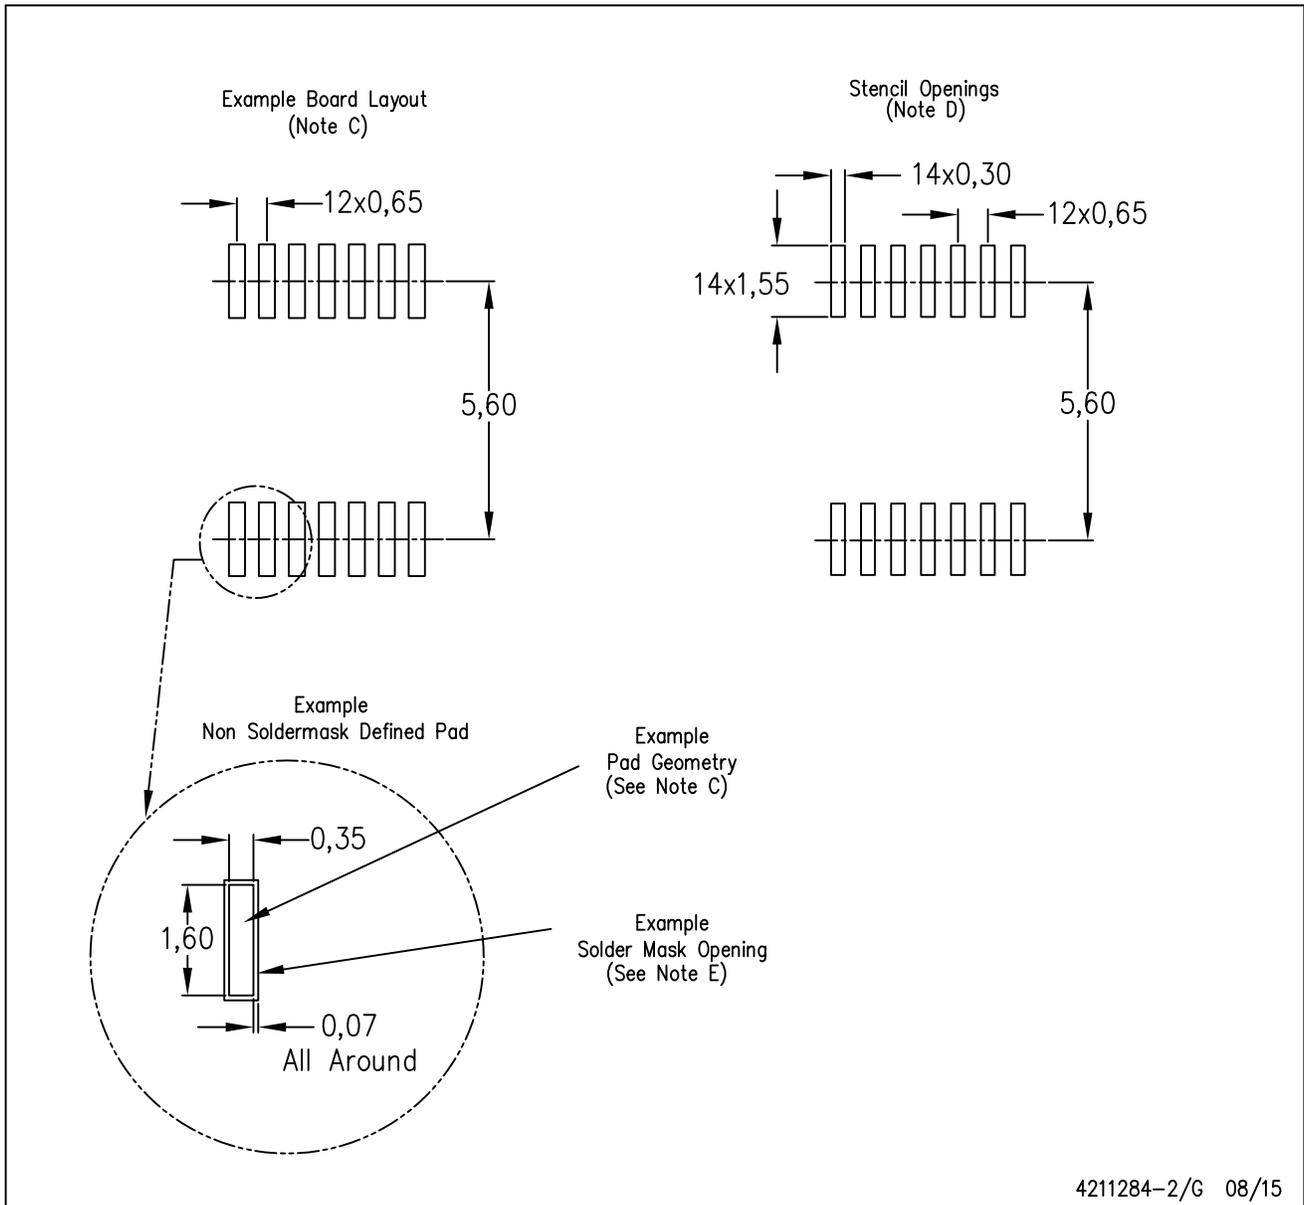 Example Board Layout
(Note C)
12x0,65
5,60
Stencil Openings
(Note D)
14x0,30
12x0,65
14x1,55
5,60
Example
Non Soldermask Defined Pad
0,35
1,60
0,07
All Around
Example
Pad Geometry
(See Note C)
Example
Solder Mask Opening
(See Note E)
4211284-2/G 08/15